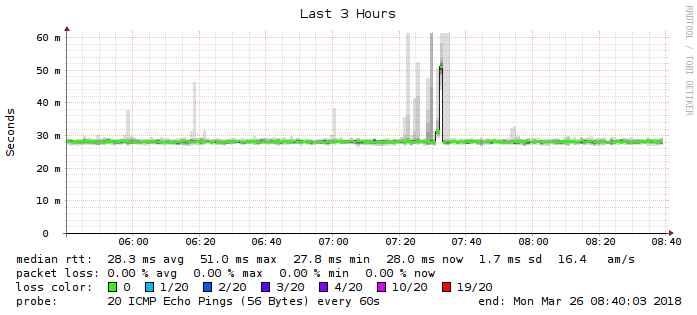 Last 3 Hours
RRDTOOL / TOBI OETIKER
Seconds
60 m
50 m
40 m
30 m
20 m
10 m
0
06:00 06:20 06:40 07:00 07:20 07:40 08:00 08:20 08:40
median rtt: 28.3 ms avg 51.0 ms max 27.8 ms min 28.0 ms now 1.7 ms sd 16.4 am/s
packet loss: 0.00 % avg 0.00 % max 0.00 % min 0.00 % now
loss color: 0 1/20 2/20 3/20 4/20 10/20 19/20
probe: 20 ICMP Echo Pings (56 Bytes) every 60s end: Mon Mar 26 08:40:03 2018